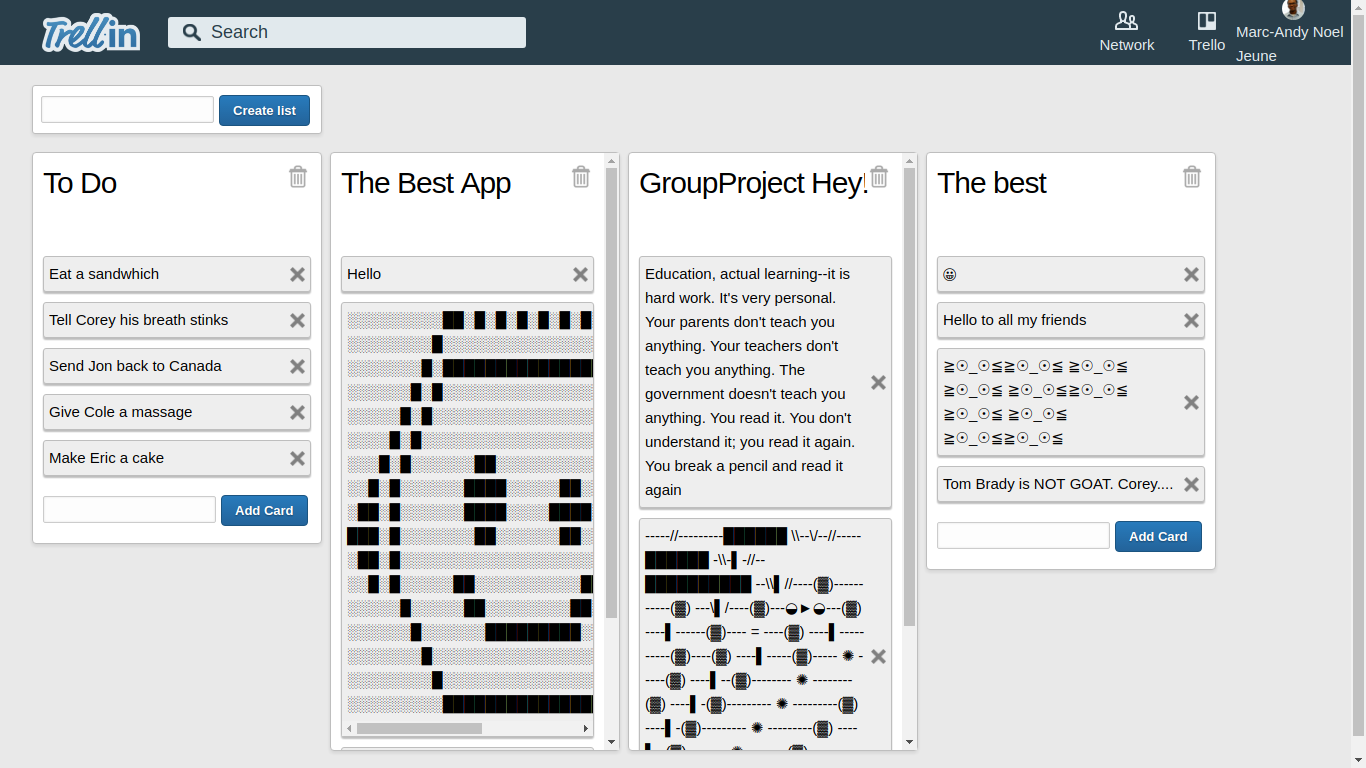 Trellin
Search
Network
Trello
Marc-Andy Noel
Jeune
Create list
To Do
Eat a sandwhich
Tell Corey his breath stinks
Send Jon back to Canada
Give Cole a massage
Make Eric a cake
Add Card
The Best App
Hello
GroupProject Hey!
Education, actual learning--it is
hard work. It's very personal.
Your parents don't teach you
anything. Your teachers don't
teach you anything. The
government doesn't teach you
anything. You read it. You don't
understand it; you read it again.
You break a pencil and read it
again
The best
😀
Hello to all my friends
≧☉_☉≦≧☉_☉≦ ≧☉_☉≦
≧☉_☉≦ ≧☉_☉≦≧☉_☉≦
≧☉_☉≦ ≧☉_☉≦
≧☉_☉≦≧☉_☉≦
Tom Brady is NOT GOAT. Corey....
Add Card